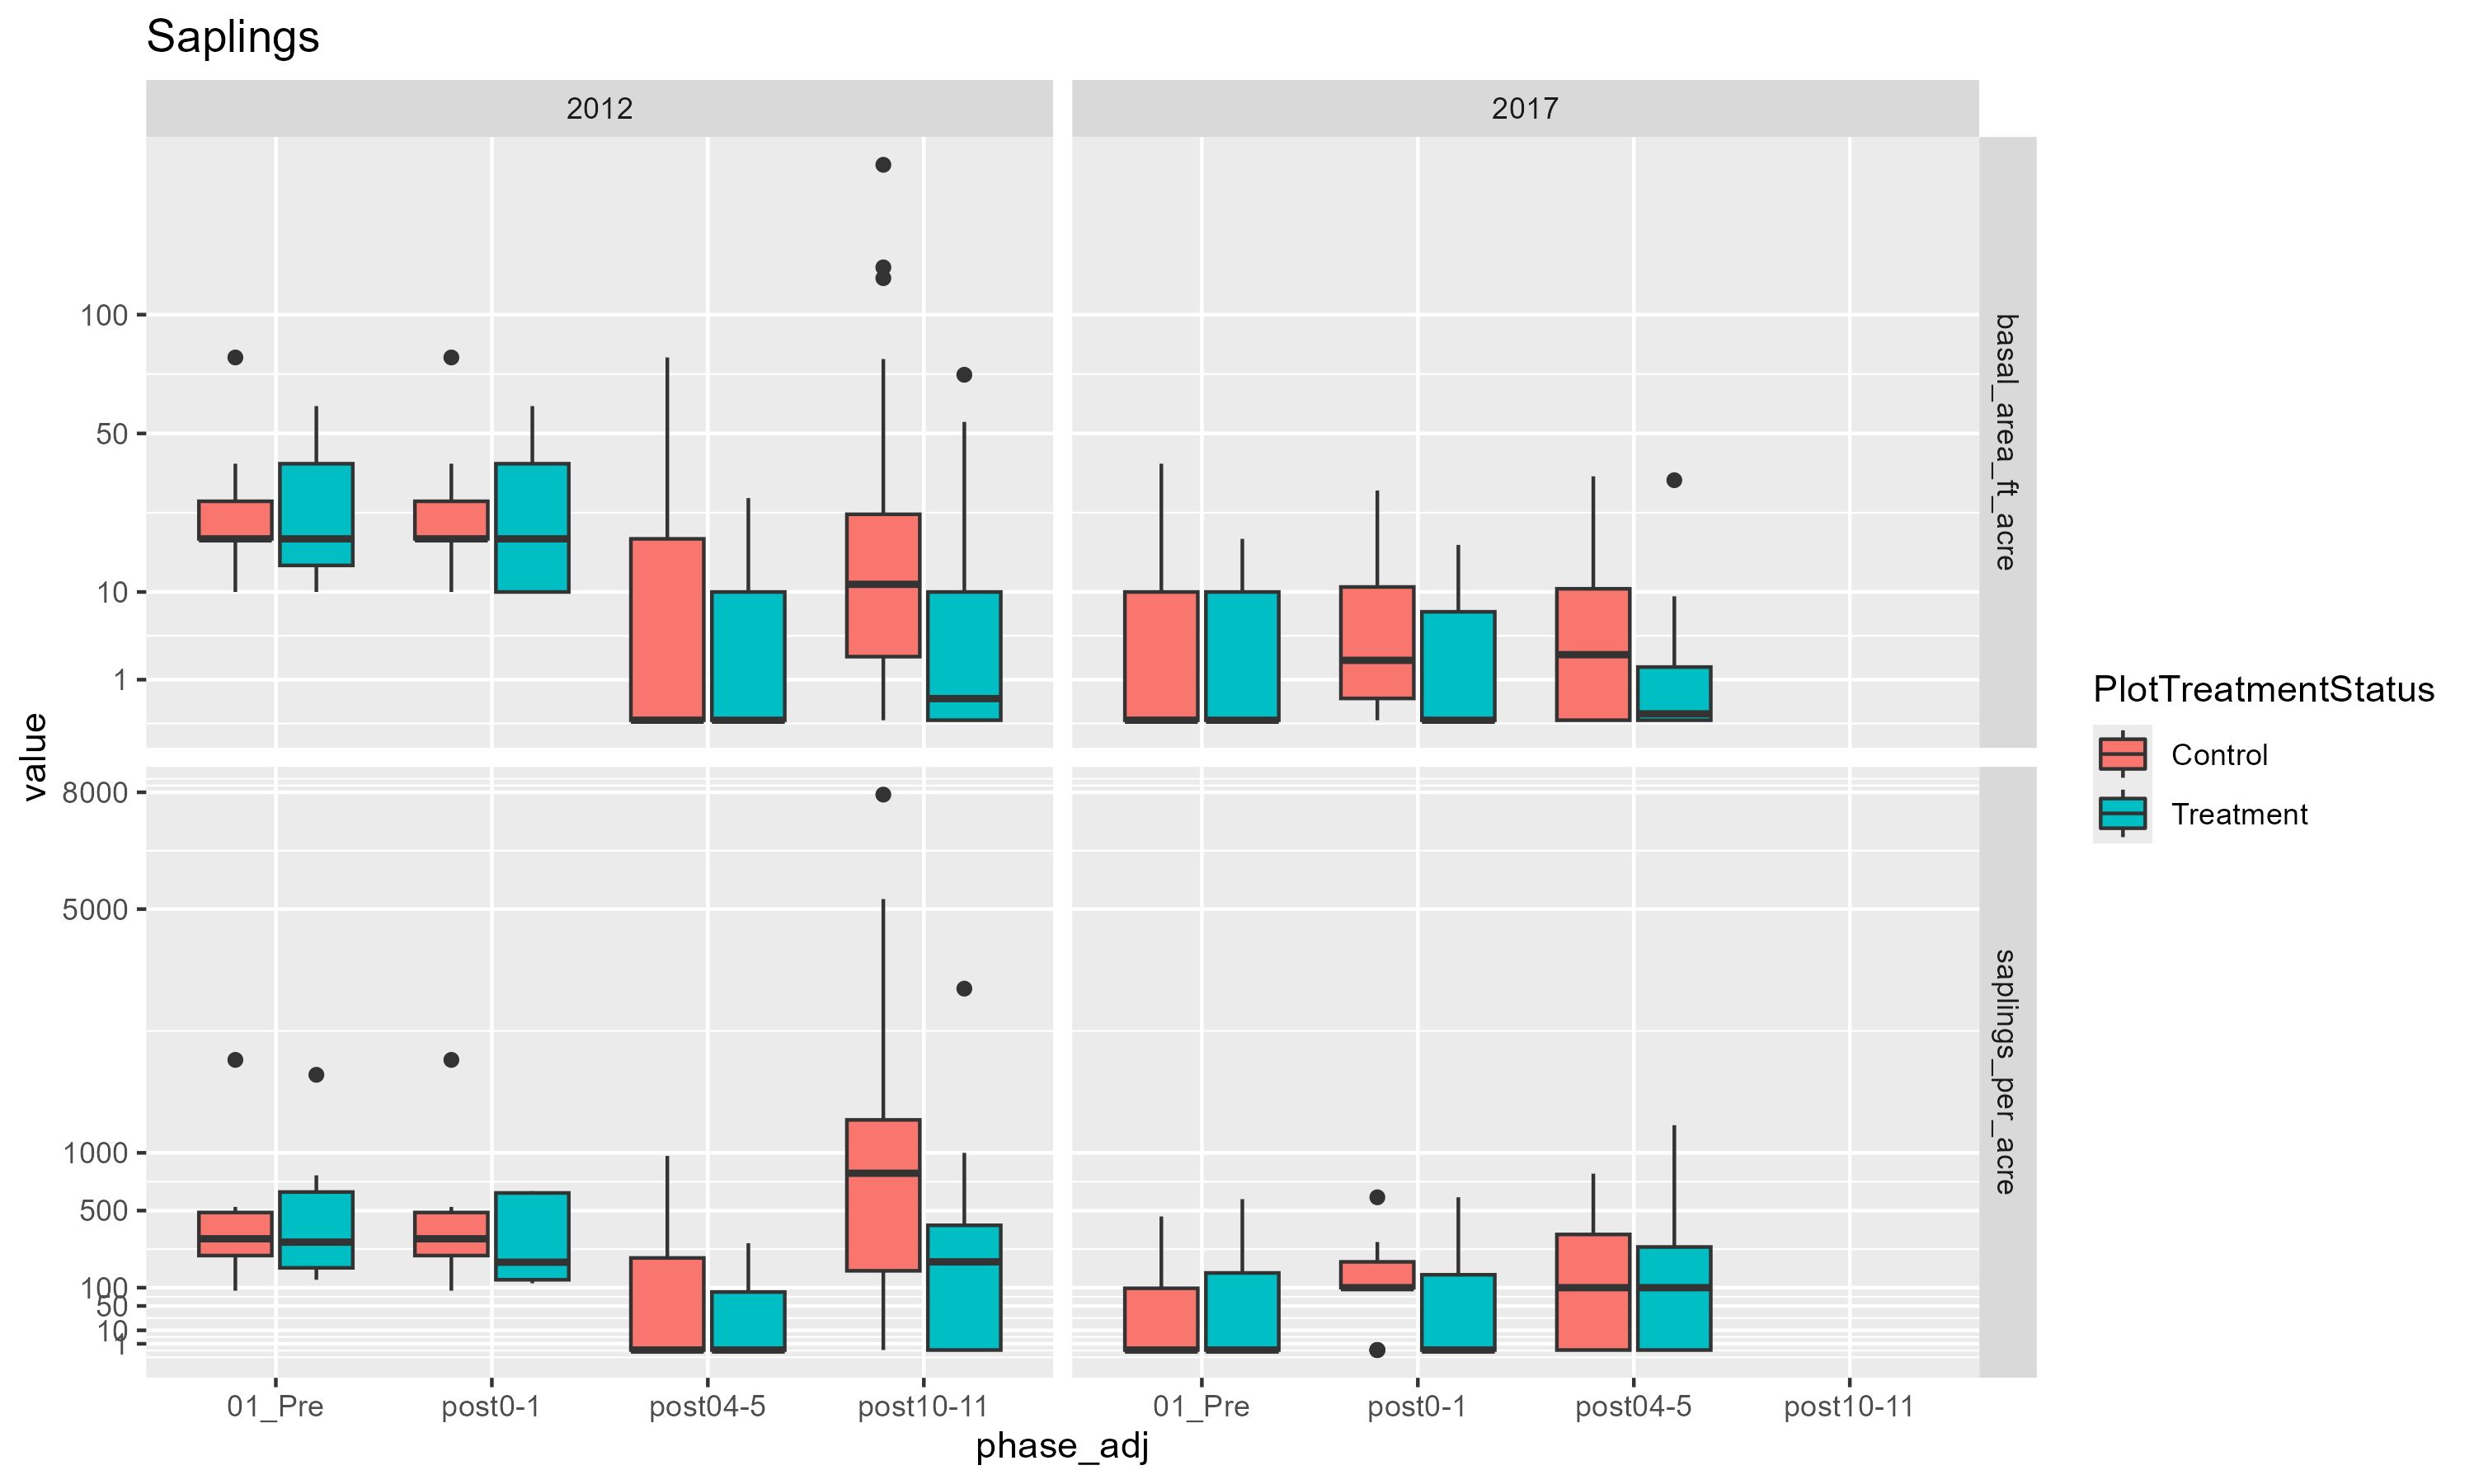 Saplings
2012
2017
100
50
10
1
basal_area_ft_acre
value
8000
5000
1000
500
100
50
10
1
saplings_per_acre
01_Pre
post0-1
post04-5
post10-11
01_Pre
post0-1
post04-5
post10-11
phase_adj
PlotTreatmentStatus
Control
Treatment